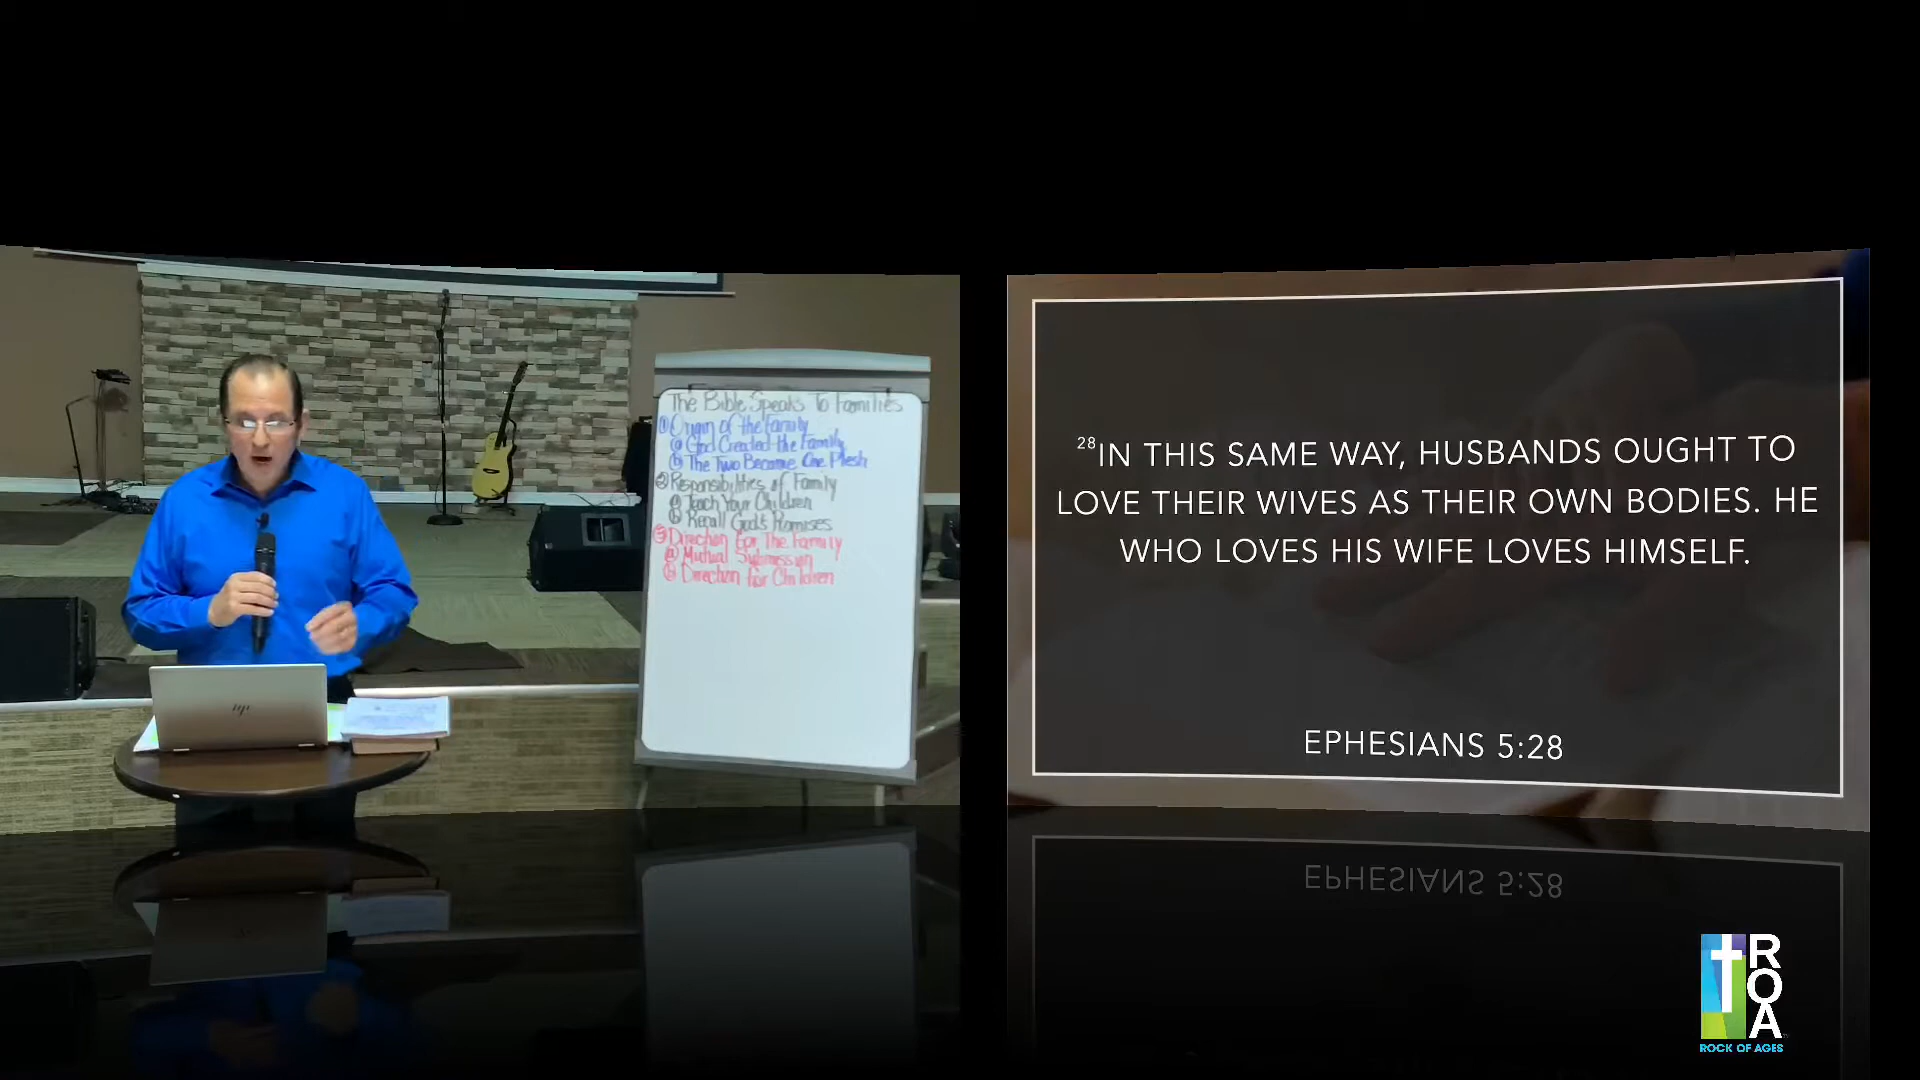 The Bible Speaks To Families
① Origin of the Family
ⓐ God Created the Family
ⓑ The Two Become One Flesh
② Responsibilities of Family
ⓐ Teach Your Children
ⓑ Recall God's Promises
③ Direction for The Family
ⓐ Mutual Submission
ⓑ Direction for Children
hp
28IN THIS SAME WAY, HUSBANDS OUGHT TO
LOVE THEIR WIVES AS THEIR OWN BODIES. HE
WHO LOVES HIS WIFE LOVES HIMSELF.
EPHESIANS 5:28
EPHESIANS 5:28
ROA
ROCK OF AGES